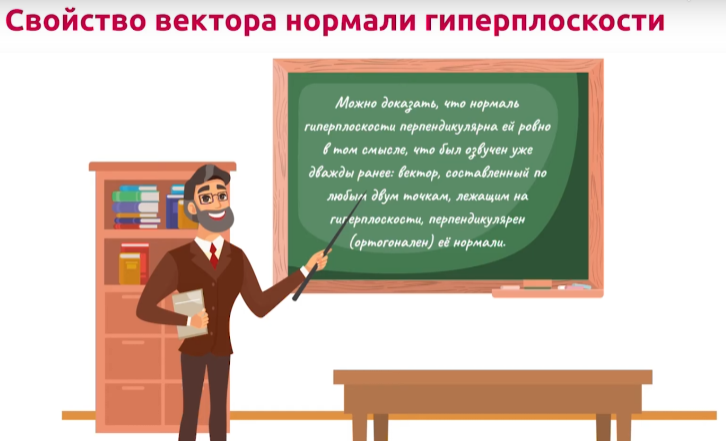 Свойство вектора нормали гиперплоскости
Можно доказать, что нормаль
гиперплоскости перпендикулярна ей ровно
в том смысле, что был озвучен уже
дважды ранее: вектор, составленный по
любым двум точкам, лежащим на
гиперплоскости, перпендикулярен
(ортогонален) её нормали.